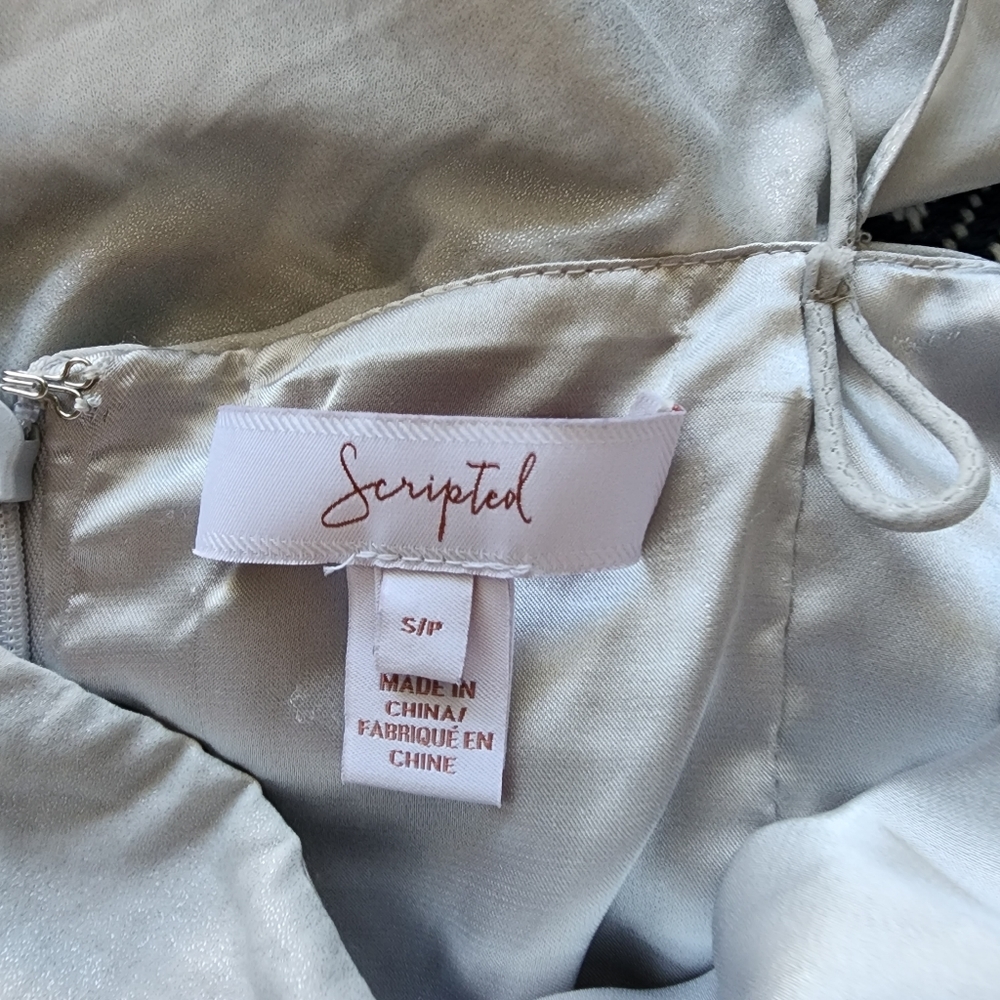 Scripted
S/P
MADE IN
CHINA/
FABRIQUÉ EN
CHINE